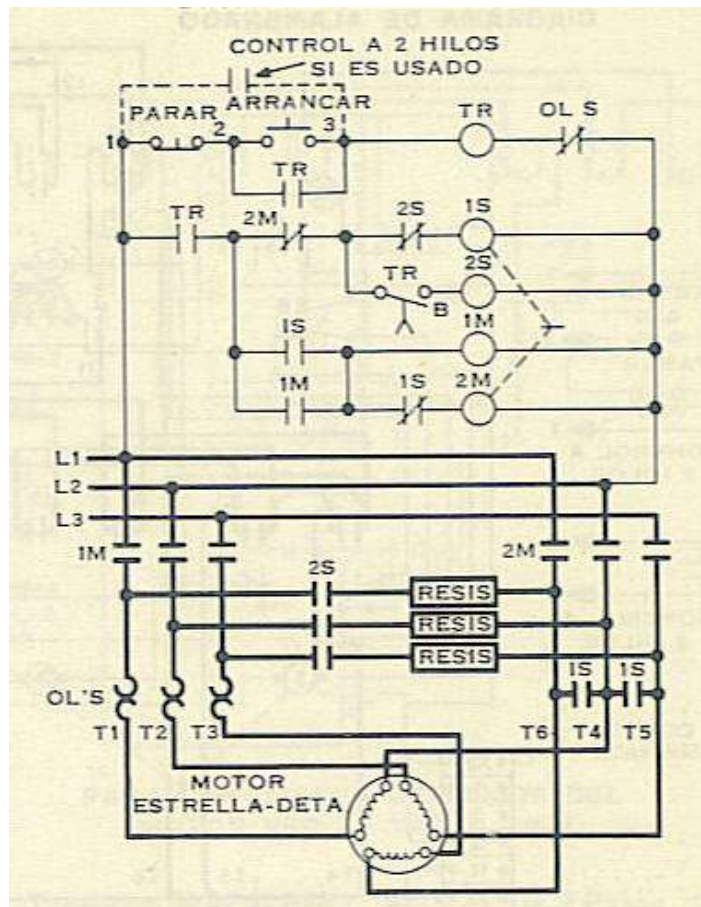 CONTROL A 2 HILOS
SI ES USADO
PARAR
ARRANCAR
TR
OL S
1
2
3
TR
TR
2M
2S
1S
2S
TR
B
1M
1S
1M
1S
2M
L1
L2
L3
1M
2M
2S
RESIS
RESIS
RESIS
1S
1S
OL'S
T1
T2
T3
T6
T4
T5
MOTOR
ESTRELLA-DETA